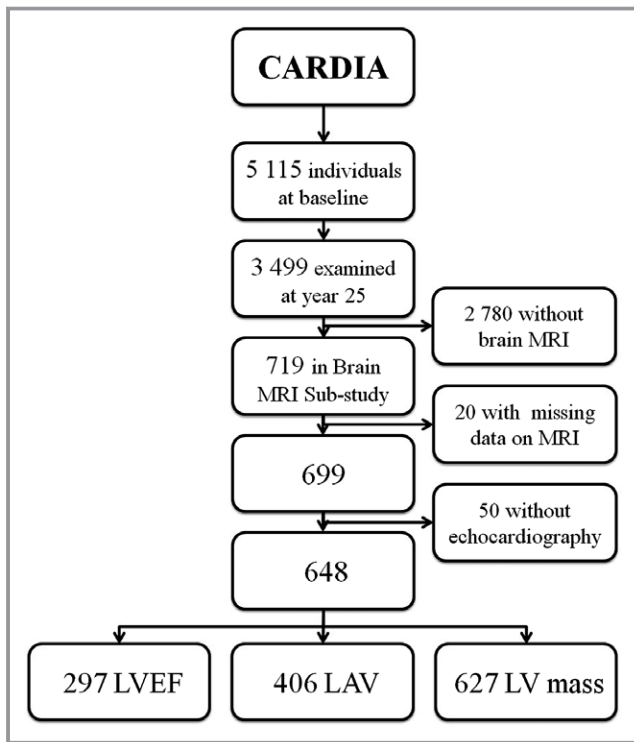 CARDIA
5 115 individuals
at baseline
3 499 examined
at year 25
2 780 without
brain MRI
719 in Brain
MRI Sub-study
20 with missing
data on MRI
699
50 without
echocardiography
648
297 LVEF
406 LAV
627 LV mass